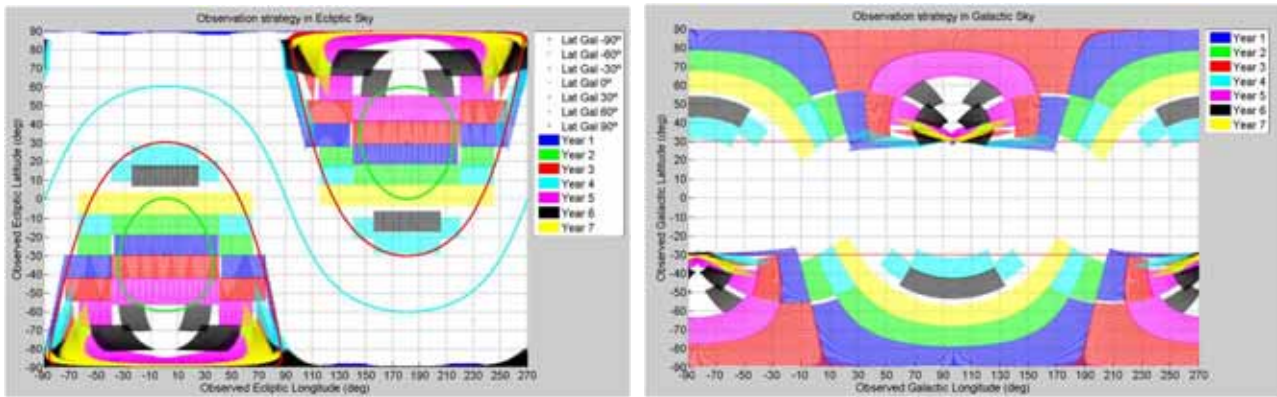 Observation strategy in Ecliptic Sky
90
80
70
60
50
40
30
20
10
0
-10
-20
-30
-40
-50
-60
-70
-80
-90
Observed Ecliptic Latitude (deg)
-90 -70 -50 -30 -10 10 30 50 70 90 110 130 150 170 190 210 230 250 270
Observed Ecliptic Longitude (deg)
Lat Gal -90º
Lat Gal -60º
Lat Gal -30º
Lat Gal 0º
Lat Gal 30º
Lat Gal 60º
Lat Gal 90º
Year 1
Year 2
Year 3
Year 4
Year 5
Year 6
Year 7
Observation strategy in Galactic Sky
90
80
70
60
50
40
30
20
10
0
-10
-20
-30
-40
-50
-60
-70
-80
-90
Observed Galactic Latitude (deg)
-90 -70 -50 -30 -10 10 30 50 70 90 110 130 150 170 190 210 230 250 270
Observed Galactic Longitude (deg)
Year 1
Year 2
Year 3
Year 4
Year 5
Year 6
Year 7